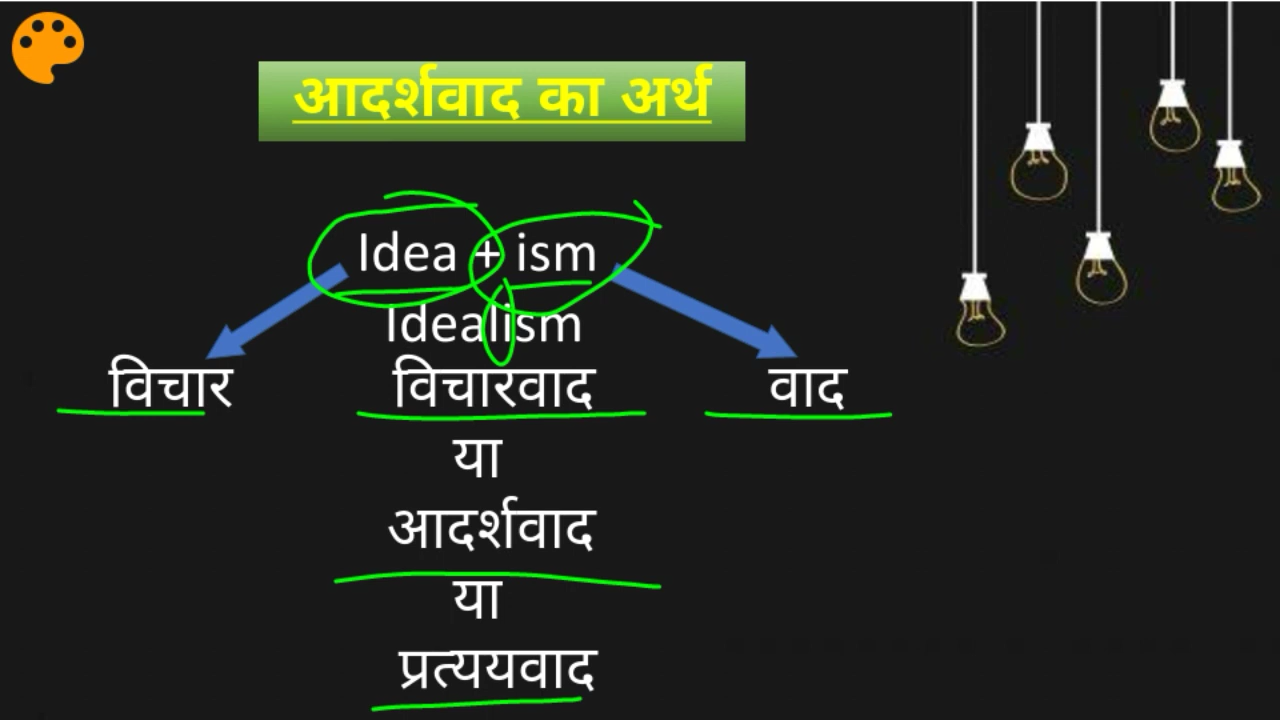 आदर्शवाद का अर्थ
Idea + ism
Idealism
विचार विचारवाद वाद
या
आदर्शवाद
या
प्रत्ययवाद